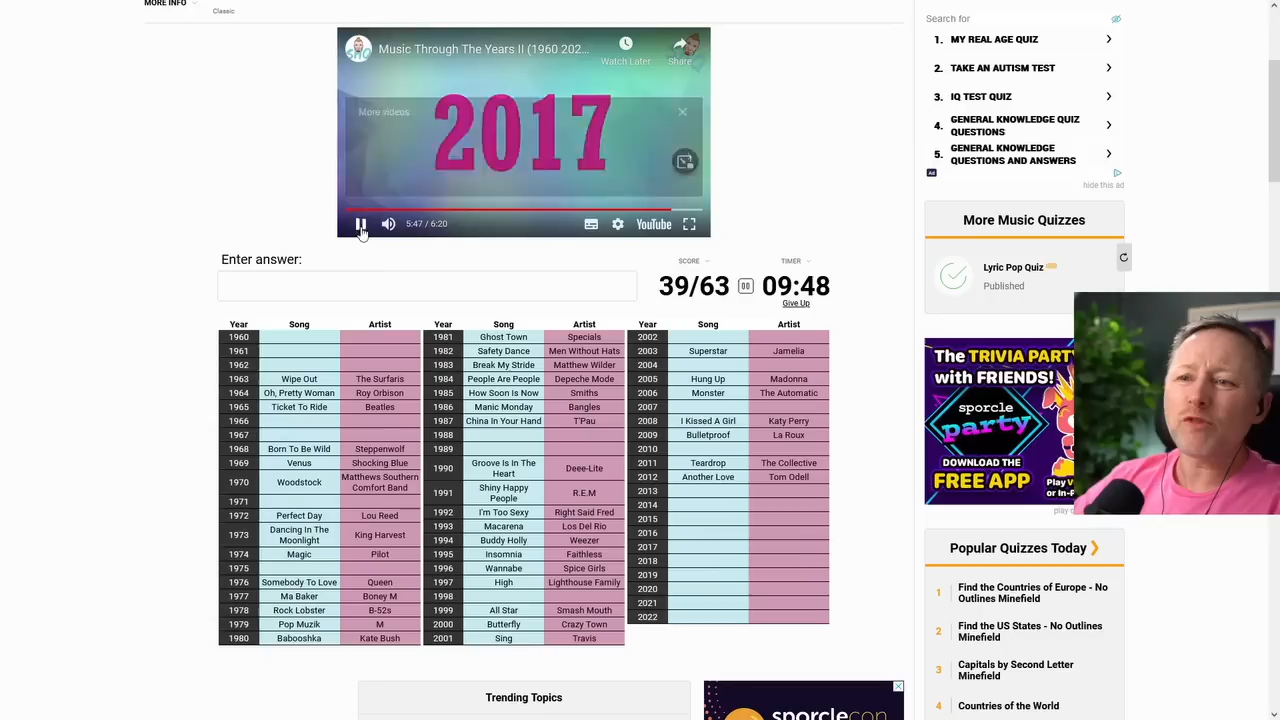 MORE INFO
Classic
Music Through The Years II (1960 202...
Watch Later
Share
More videos
2017
5:47 / 6:20
YouTube
Enter answer:
SCORE
39/63
TIMER
09:48
Give Up
Year Song Artist
1960
1961
1962
1963 Wipe Out The Surfaris
1964 Oh, Pretty Woman Roy Orbison
1965 Ticket To Ride Beatles
1966
1967
1968 Born To Be Wild Steppenwolf
1969 Venus Shocking Blue
1970 Woodstock Matthews Southern
Comfort Band
1971
1972 Perfect Day Lou Reed
1973 Dancing In The
Moonlight King Harvest
1974 Magic Pilot
1975
1976 Somebody To Love Queen
1977 Ma Baker Boney M
1978 Rock Lobster B-52s
1979 Pop Muzik M
1980 Babooshka Kate Bush
Year Song Artist
1981 Ghost Town Specials
1982 Safety Dance Men Without Hats
1983 Break My Stride Matthew Wilder
1984 People Are People Depeche Mode
1985 How Soon Is Now Smiths
1986 Manic Monday Bangles
1987 China In Your Hand T'Pau
1988
1989
1990 Groove Is In The
Heart Deee-Lite
1991 Shiny Happy
People R.E.M
1992 I'm Too Sexy Right Said Fred
1993 Macarena Los Del Rio
1994 Buddy Holly Weezer
1995 Insomnia Faithless
1996 Wannabe Spice Girls
1997 High Lighthouse Family
1998
1999 All Star Smash Mouth
2000 Butterfly Crazy Town
2001 Sing Travis
Year Song Artist
2002
2003 Superstar Jamelia
2004
2005 Hung Up Madonna
2006 Monster The Automatic
2007
2008 I Kissed A Girl Katy Perry
2009 Bulletproof La Roux
2010
2011 Teardrop The Collective
2012 Another Love Tom Odell
2013
2014
2015
2016
2017
2018
2019
2020
2021
2022
Trending Topics
sporclecon
Search for
1. MY REAL AGE QUIZ
2. TAKE AN AUTISM TEST
3. IQ TEST QUIZ
4. GENERAL KNOWLEDGE QUIZ
QUESTIONS
5. GENERAL KNOWLEDGE
QUESTIONS AND ANSWERS
Ad
hide this ad
More Music Quizzes
Lyric Pop Quiz
Published
The TRIVIA PART
with FRIENDS!
sporcle
party
DOWNLOAD THE
FREE APP
Play
or In-P
play q
Popular Quizzes Today
1 Find the Countries of Europe - No
Outlines Minefield
2 Find the US States - No Outlines
Minefield
3 Capitals by Second Letter
Minefield
4 Countries of the World